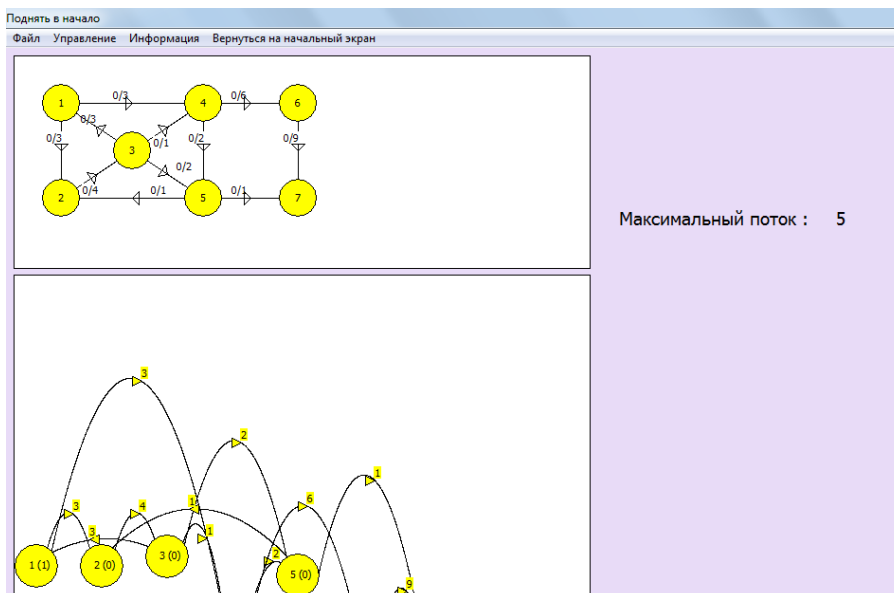 Поднять в начало
Файл Управление Информация Вернуться на начальный экран
0/3 0/6
1 4 6
0/3
0/3 0/1 0/2 0/9
3
0/2
0/4 0/1 0/1
2 5 7
Максимальный поток : 5
3
2
1
3 4 1 6
3 1
2
3 (0)
1 (1) 2 (0) 5 (0)
9